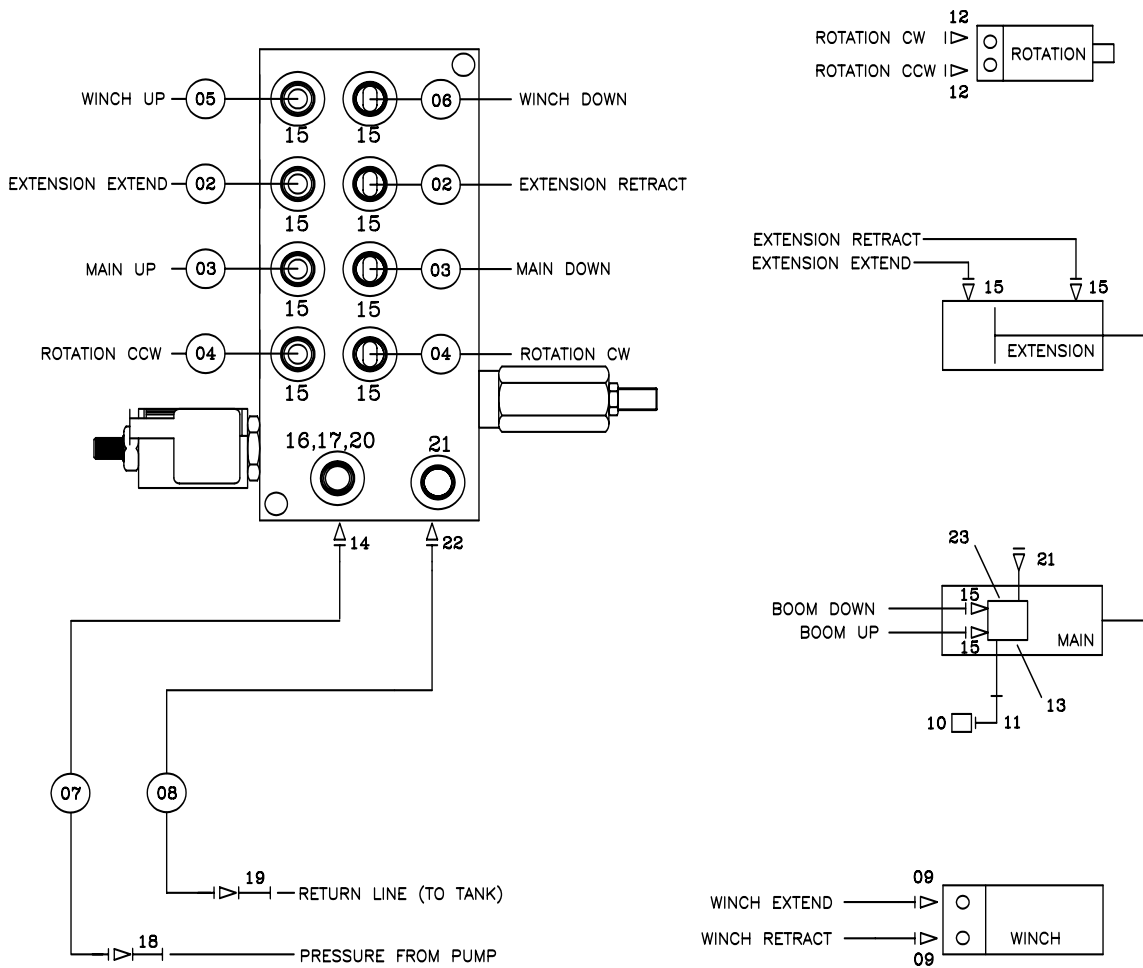 WINCH UP 05 06 WINCH DOWN
15 15
EXTENSION EXTEND 02 02 EXTENSION RETRACT
15 15
MAIN UP 03 03 MAIN DOWN
15 15
ROTATION CCW 04 04 ROTATION CW
15 15
16,17,20 21
14 22
07 08
19 RETURN LINE (TO TANK)
18 PRESSURE FROM PUMP
12
ROTATION CW
ROTATION
ROTATION CCW
12
EXTENSION RETRACT
EXTENSION EXTEND
15 15
EXTENSION
23 21
15
BOOM DOWN
BOOM UP
15
MAIN
13
10 11
09
WINCH EXTEND
WINCH RETRACT
WINCH
09